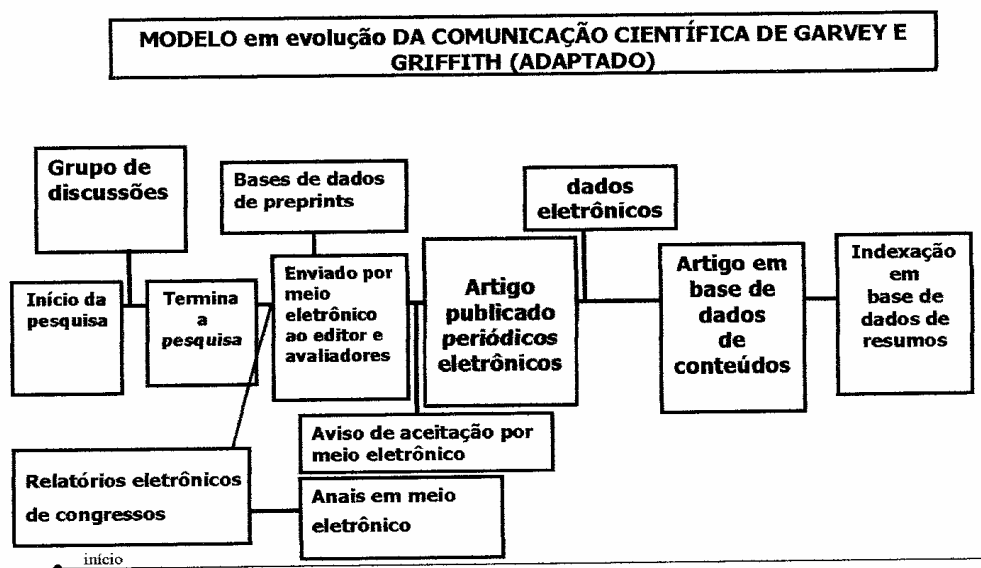 MODELO em evolução DA COMUNICAÇÃO CIENTÍFICA DE GARVEY E
GRIFFITH (ADAPTADO)
Grupo de
discussões
Bases de dados
de preprints
dados
eletrônicos
Início da
pesquisa
Termina
a
pesquisa
Enviado por
meio
eletrônico
ao editor e
avaliadores
Artigo
publicado
periódicos
eletrônicos
Artigo em
base de
dados
de
conteúdos
Indexação
em
base de
dados de
resumos
Aviso de aceitação por
meio eletrônico
Relatórios eletrônicos
de congressos
Anais em meio
eletrônico
início